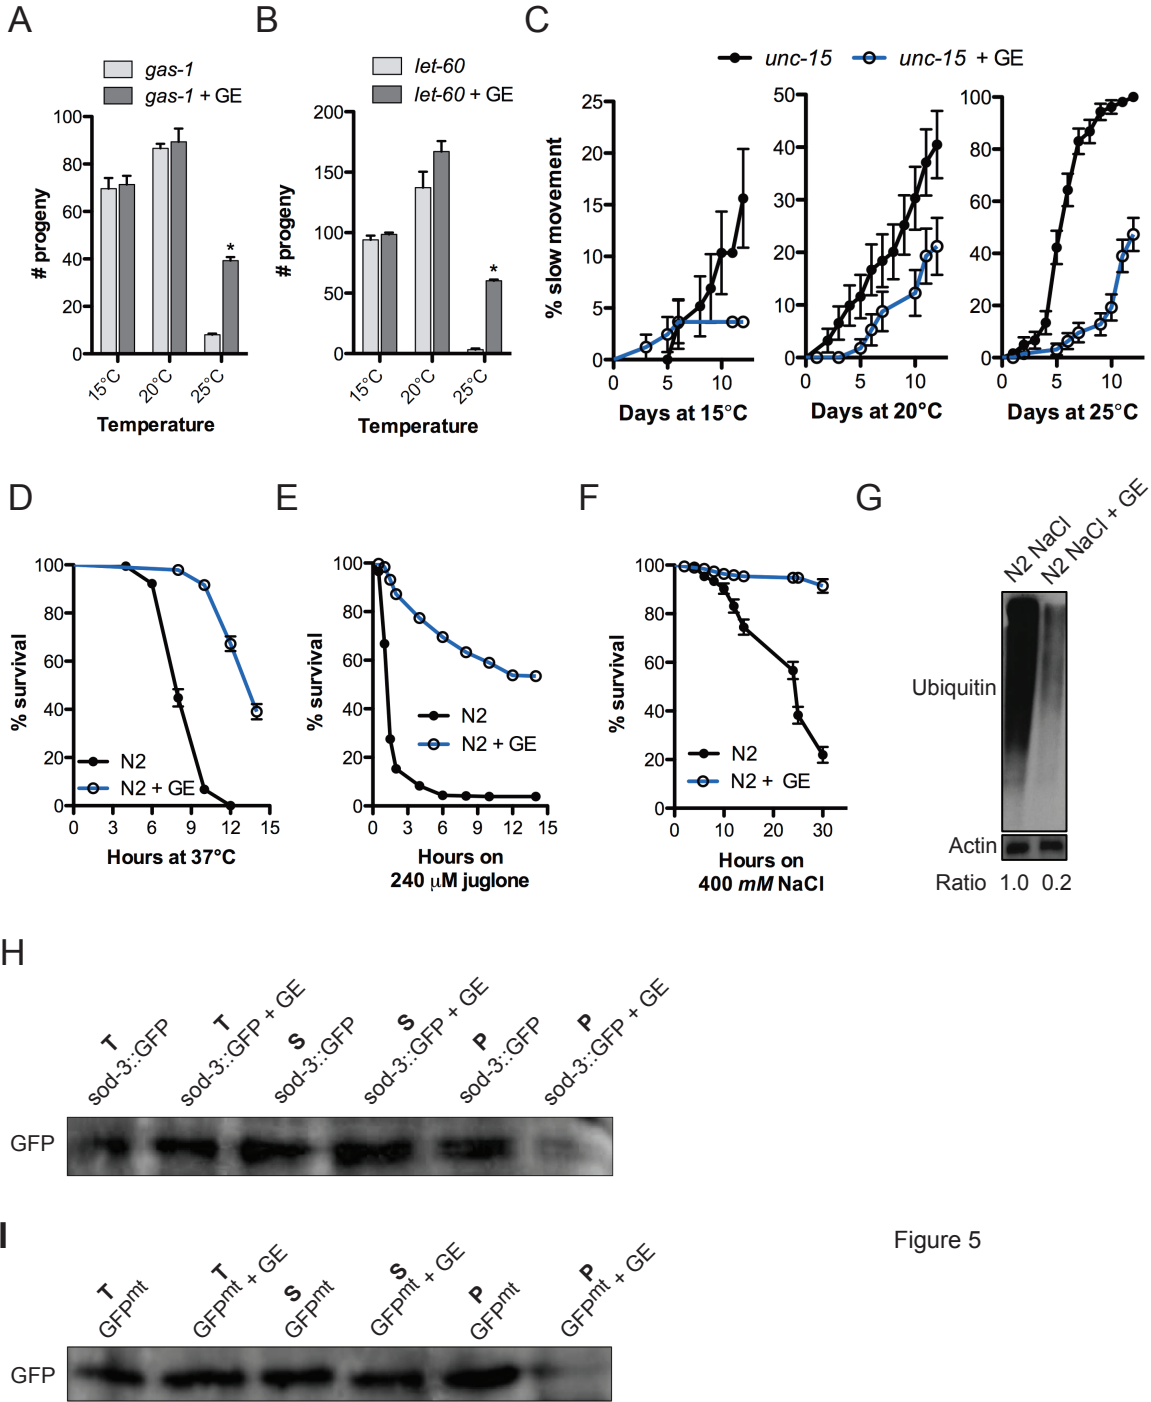 A
B
C
gas-1
gas-1 + GE
100
80
60
40
20
0
# progeny
*
15°C
20°C
25°C
Temperature
let-60
let-60 + GE
200
150
100
50
0
# progeny
*
15°C
20°C
25°C
Temperature
unc-15
unc-15 + GE
25
20
15
10
5
0
% slow movement
0 5 10
Days at 15°C
50
40
30
20
10
0
0 5 10
Days at 20°C
100
80
60
40
20
0
0 5 10
Days at 25°C
D
E
F
G
100
80
60
40
20
0
% survival
N2
N2 + GE
0 3 6 9 12 15
Hours at 37°C
100
80
60
40
20
0
% survival
N2
N2 + GE
0 3 6 9 12 15
Hours on
240 μM juglone
100
80
60
40
20
0
% survival
N2
N2 + GE
0 10 20 30
Hours on
400 mM NaCl
N2 NaCl
N2 NaCl + GE
Ubiquitin
Actin
Ratio 1.0 0.2
H
T
sod-3::GFP
T
sod-3::GFP + GE
S
sod-3::GFP
S
sod-3::GFP + GE
P
sod-3::GFP
P
sod-3::GFP + GE
GFP
I
T
GFPmt
T
GFPmt + GE
S
GFPmt
S
GFPmt + GE
P
GFPmt
P
GFPmt + GE
GFP
Figure 5